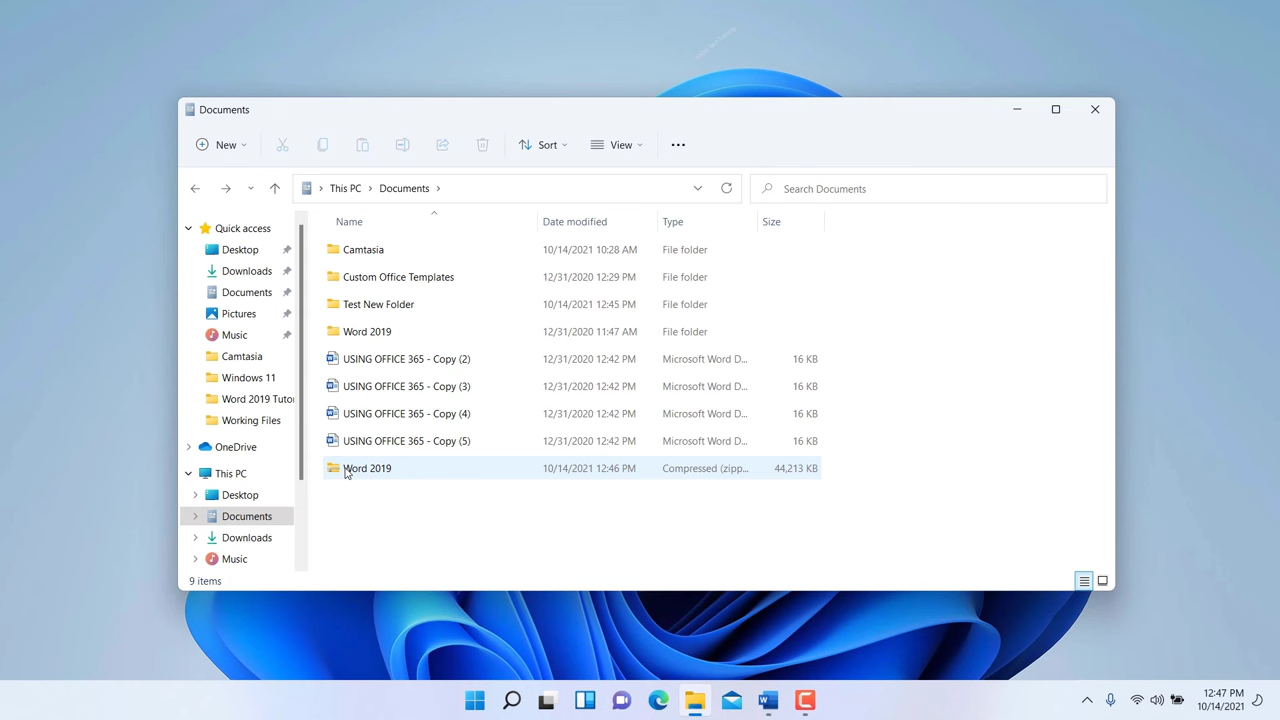 Documents
New
Sort
View
This PC
Documents
Search Documents
Name
Date modified
Type
Size
Quick access
Desktop
Downloads
Documents
Pictures
Music
Camtasia
Windows 11
Word 2019 Tutor
Working Files
OneDrive
This PC
Desktop
Documents
Downloads
Music
Camtasia 10/14/2021 10:28 AM File folder
Custom Office Templates 12/31/2020 12:29 PM File folder
Test New Folder 10/14/2021 12:45 PM File folder
Word 2019 12/31/2020 11:47 AM File folder
USING OFFICE 365 - Copy (2) 12/31/2020 12:42 PM Microsoft Word D... 16 KB
USING OFFICE 365 - Copy (3) 12/31/2020 12:42 PM Microsoft Word D... 16 KB
USING OFFICE 365 - Copy (4) 12/31/2020 12:42 PM Microsoft Word D... 16 KB
USING OFFICE 365 - Copy (5) 12/31/2020 12:42 PM Microsoft Word D... 16 KB
Word 2019 10/14/2021 12:46 PM Compressed (zipp... 44,213 KB
9 items
12:47 PM
10/14/2021